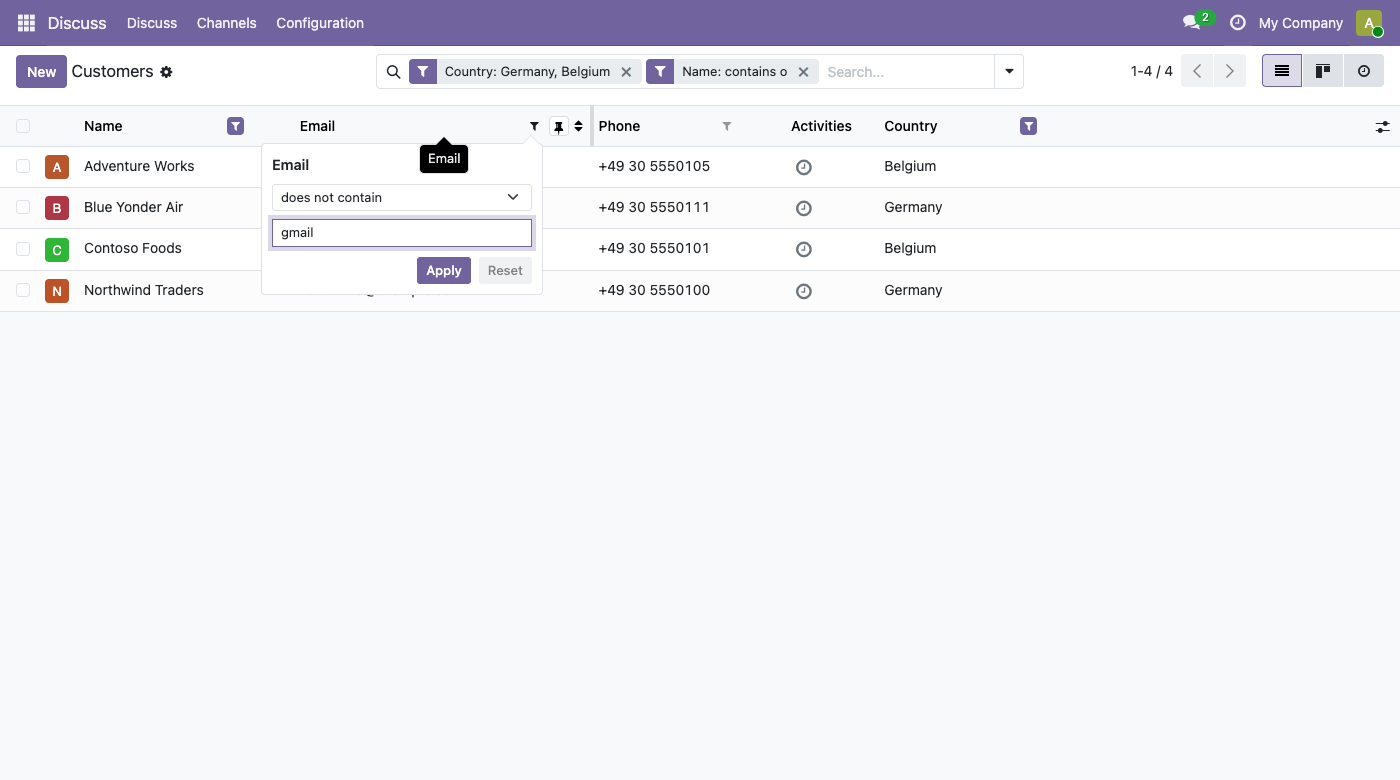 Discuss Discuss Channels Configuration 2 My Company A
New Customers Country: Germany, Belgium Name: contains o Search... 1-4 / 4
Name Email Phone Activities Country
Email
Email
does not contain
gmail
Apply Reset
A Adventure Works +49 30 5550105 Belgium
B Blue Yonder Air +49 30 5550111 Germany
C Contoso Foods +49 30 5550101 Belgium
N Northwind Traders +49 30 5550100 Germany